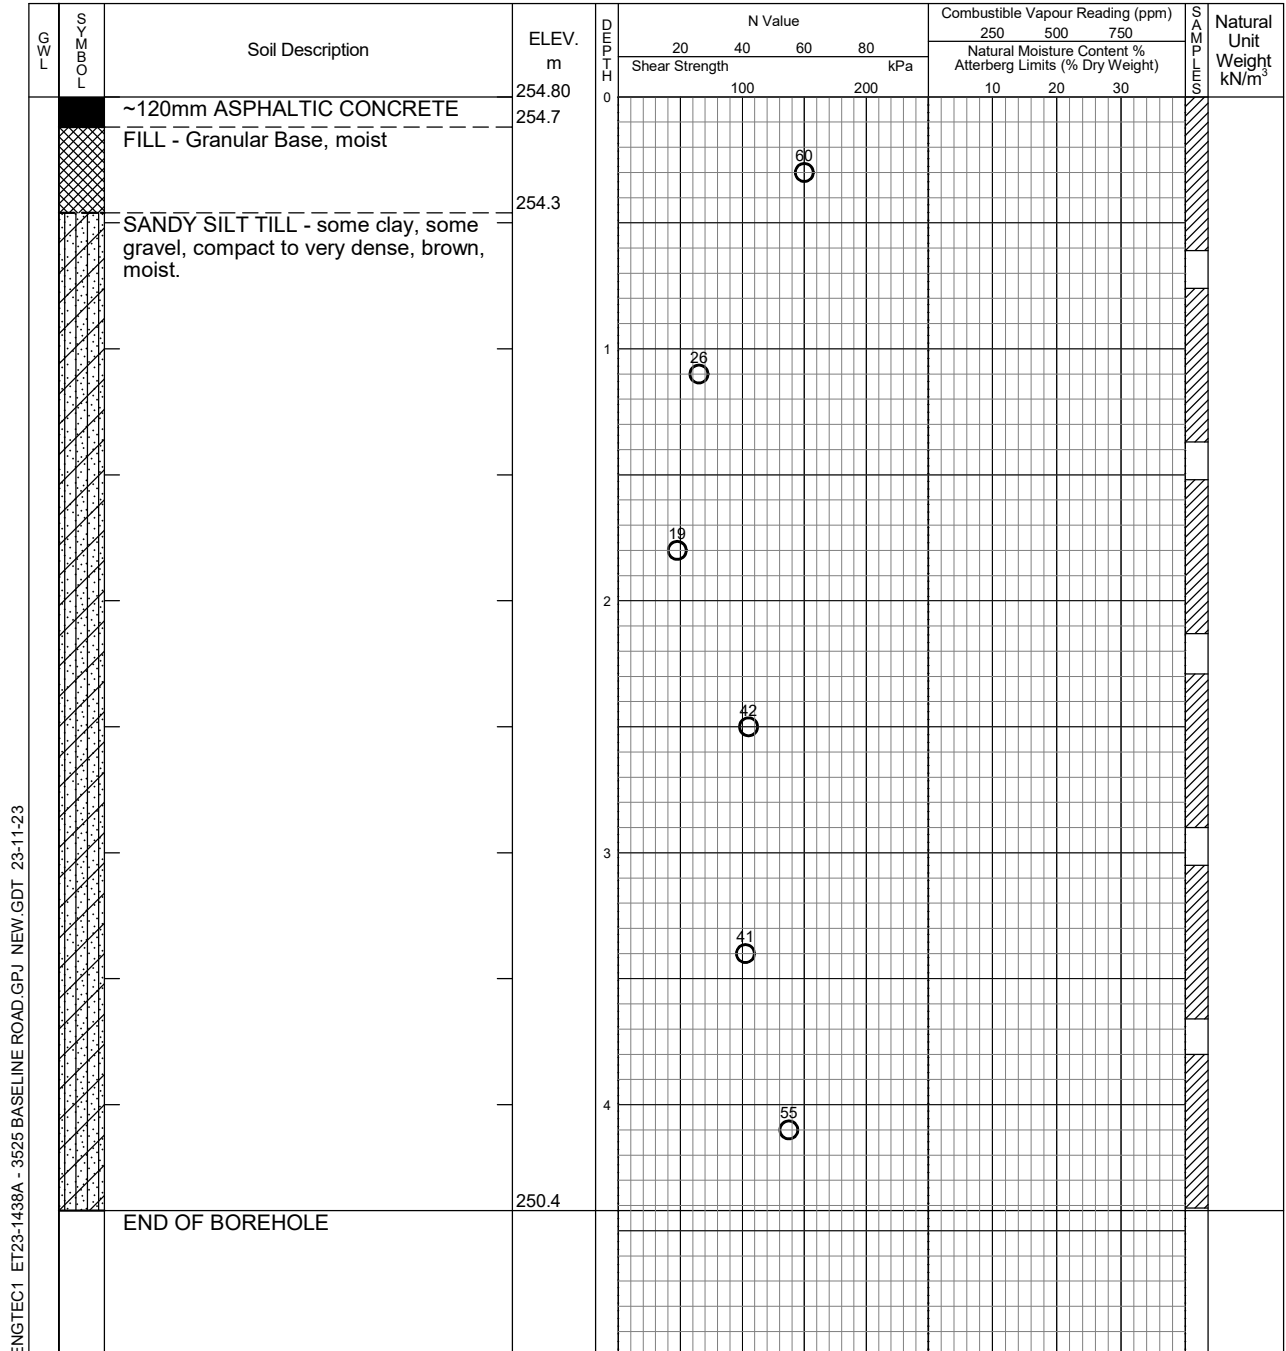 GWL
SYMBOL
Soil Description
ELEV.
m
254.80
DEPTH
0
N Value
20 40 60 80
Shear Strength kPa
100 200
Combustible Vapour Reading (ppm)
250 500 750
Natural Moisture Content %
Atterberg Limits (% Dry Weight)
10 20 30
SAMPLES
Natural
Unit
Weight
kN/m³
~120mm ASPHALTIC CONCRETE
254.7
FILL - Granular Base, moist
60
254.3
SANDY SILT TILL - some clay, some
gravel, compact to very dense, brown,
moist.
1
26
19
2
42
3
41
4
55
250.4
END OF BOREHOLE
ENGTEC1 ET23-1438A - 3525 BASELINE ROAD.GPJ NEW.GDT 23-11-23